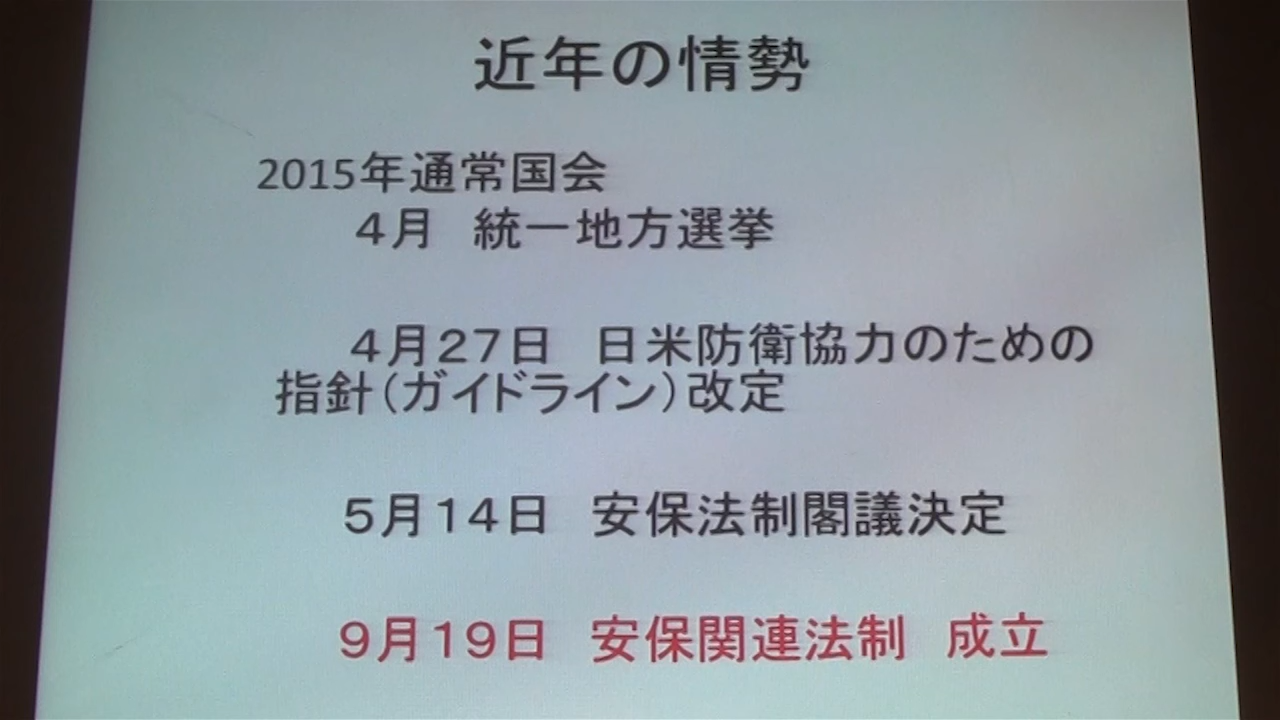 近年の情勢
2015年通常国会
４月　統一地方選挙
４月２７日　日米防衛協力のための
指針（ガイドライン）改定
５月１４日　安保法制閣議決定
９月１９日　安保関連法制　成立